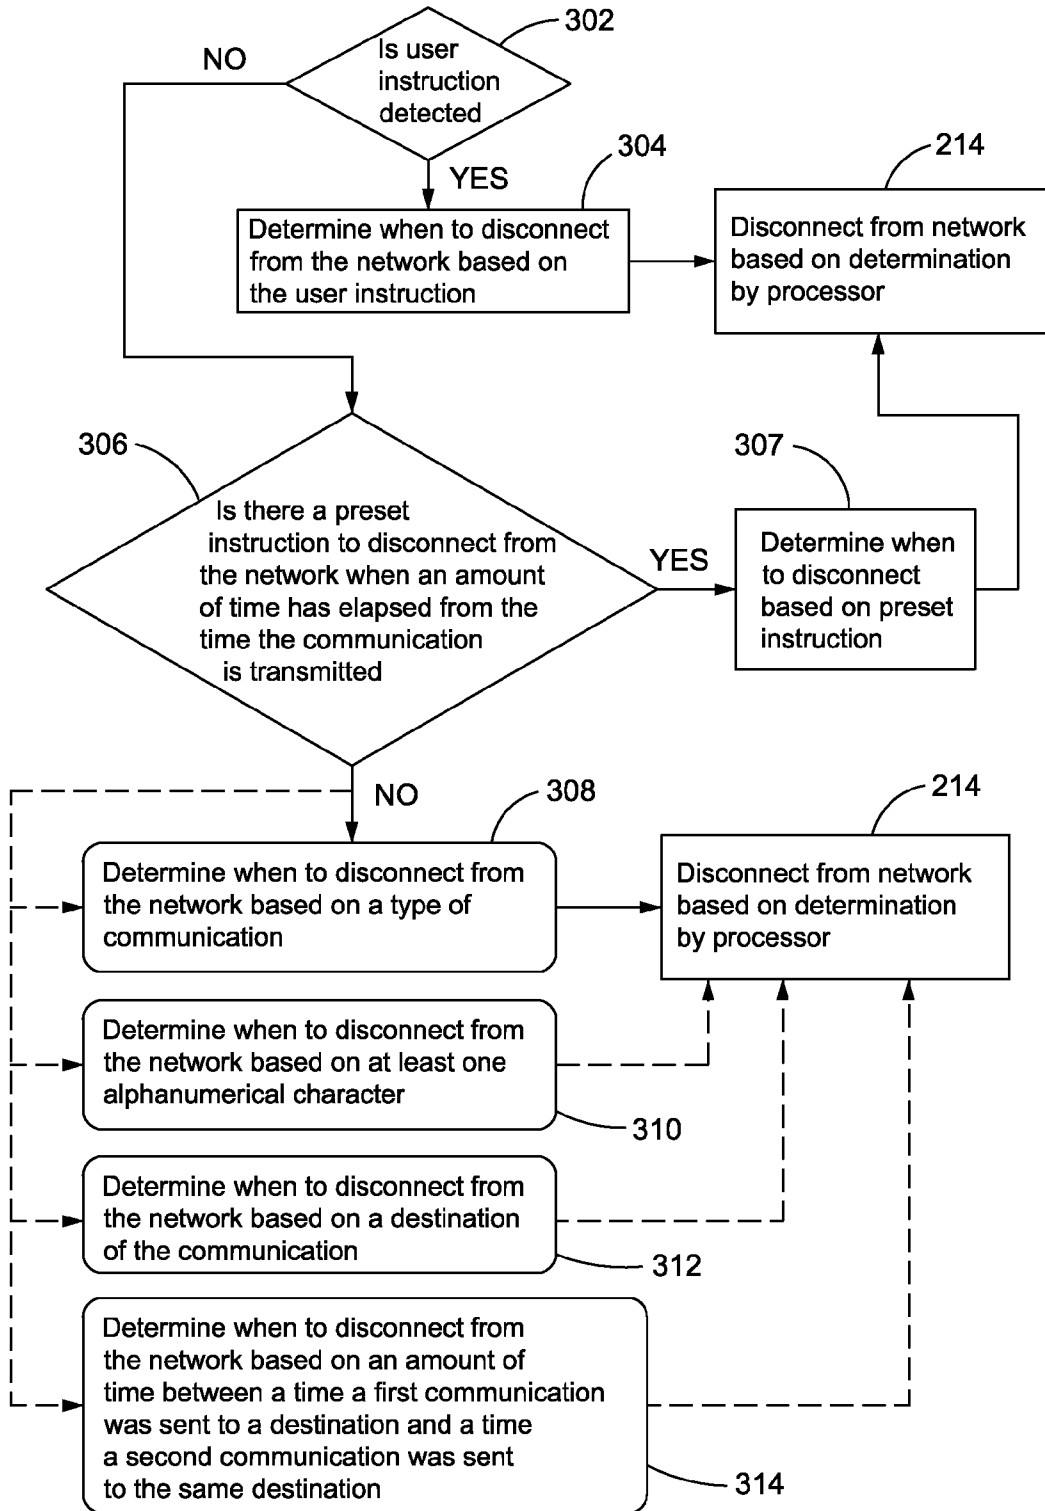 302
Is user
instruction
detected
NO
YES
304
Determine when to disconnect
from the network based on
the user instruction
214
Disconnect from network
based on determination
by processor
306
Is there a preset
instruction to disconnect from
the network when an amount
of time has elapsed from the
time the communication
is transmitted
YES
307
Determine when
to disconnect
based on preset
instruction
NO
308
Determine when to disconnect from
the network based on a type of
communication
214
Disconnect from network
based on determination
by processor
Determine when to disconnect from
the network based on at least one
alphanumerical character
310
Determine when to disconnect from
the network based on a destination
of the communication
312
Determine when to disconnect from
the network based on an amount of
time between a time a first communication
was sent to a destination and a time
a second communication was sent
to the same destination
314